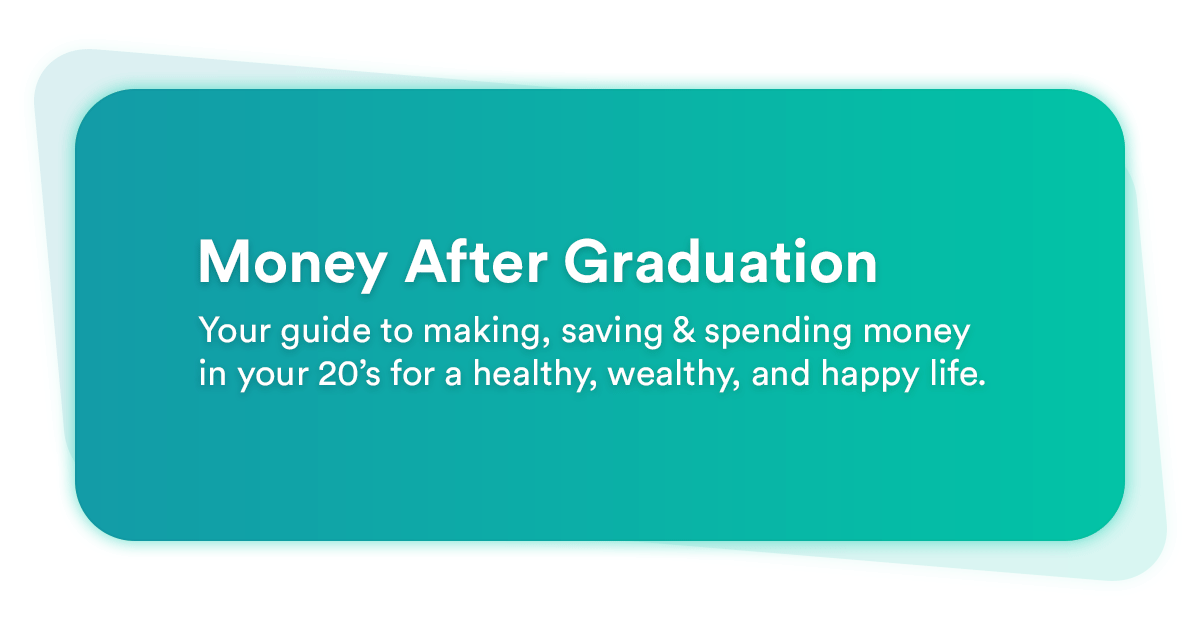 Money After Graduation
Your guide to making, saving & spending money
in your 20’s for a healthy, wealthy, and happy life.